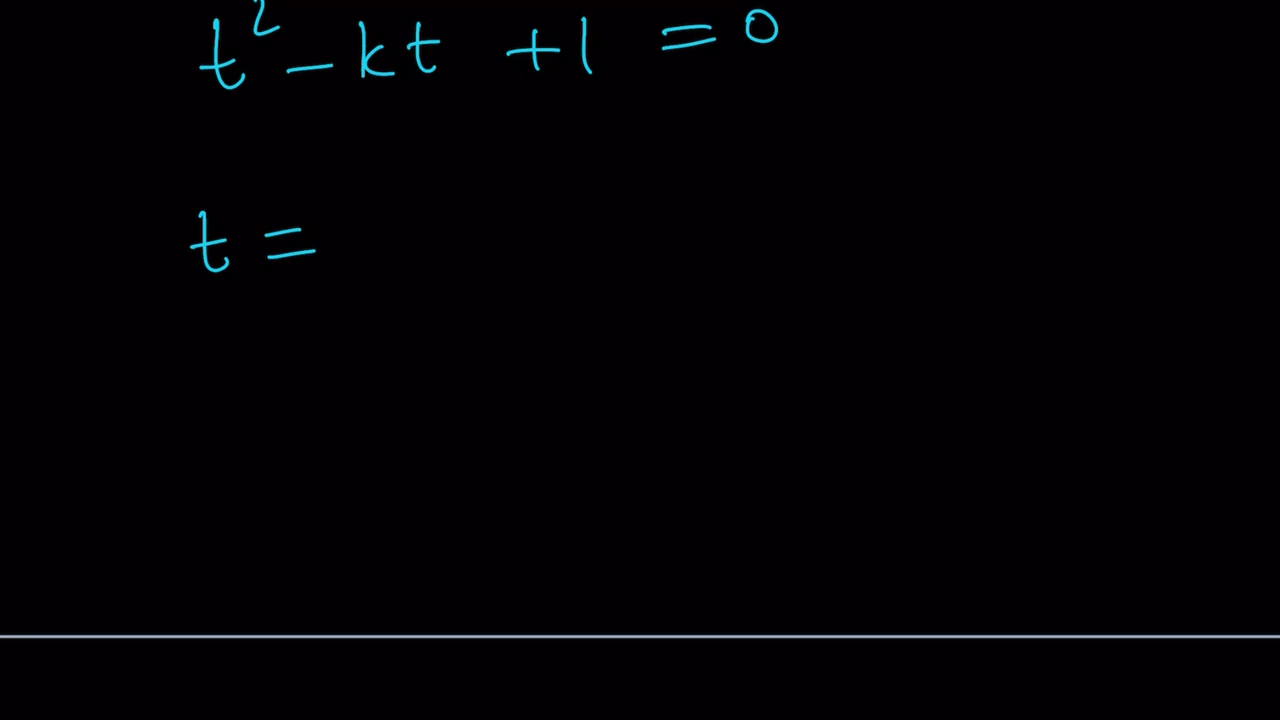 t² - kt + 1 = 0
t =